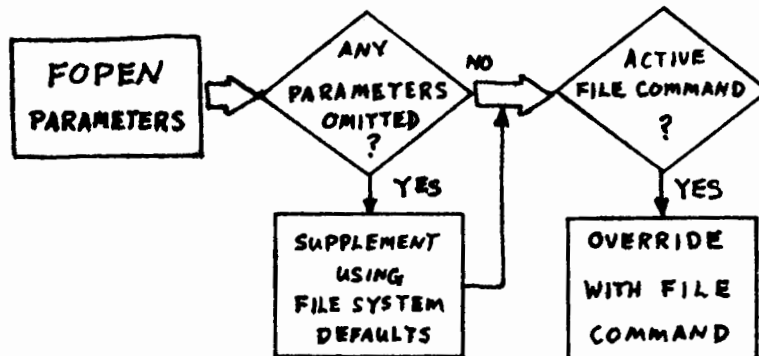 FOPEN
PARAMETERS
ANY
PARAMETERS
OMITTED
?
NO
ACTIVE
FILE COMMAND
?
YES
YES
SUPPLEMENT
USING
FILE SYSTEM
DEFAULTS
OVERRIDE
WITH FILE
COMMAND